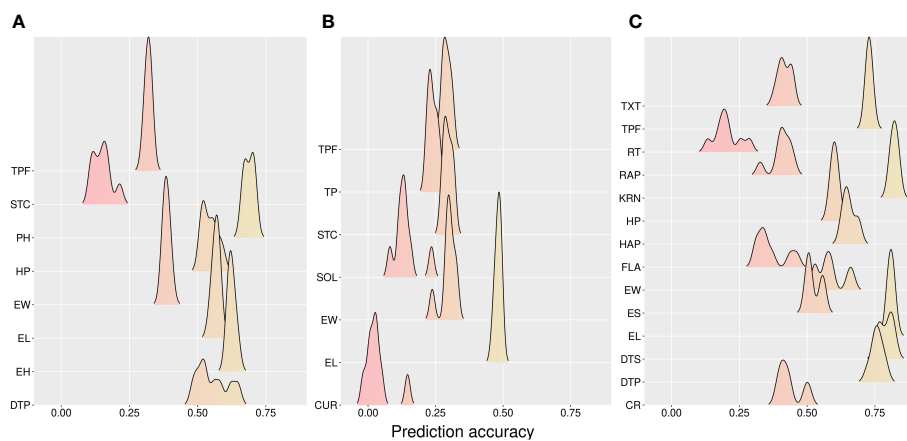 A
B
C
TPF
STC
PH
HP
EW
EL
EH
DTP
0.00 0.25 0.50 0.75
TPF
TP
STC
SOL
EW
EL
CUR
0.00 0.25 0.50 0.75
TXT
TPF
RT
RAP
KRN
HP
HAP
FLA
EW
ES
EL
DTS
DTP
CR
0.00 0.25 0.50 0.75
Prediction accuracy